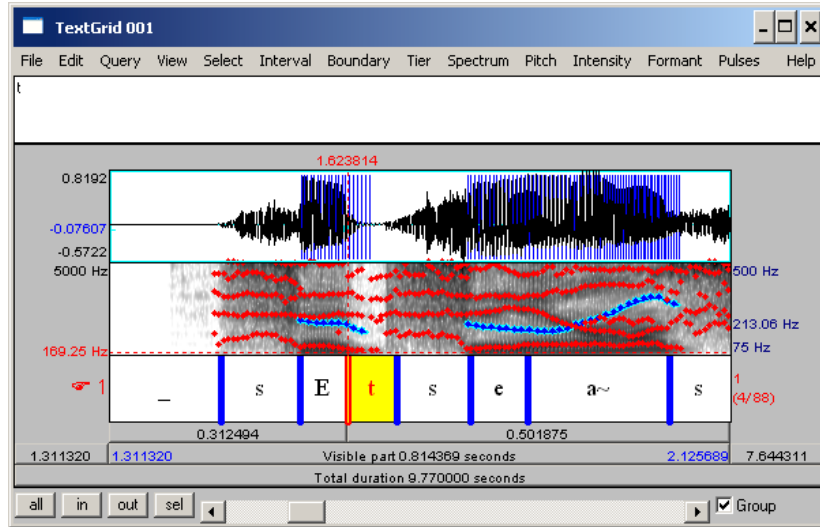 TextGrid 001
File Edit Query View Select Interval Boundary Tier Spectrum Pitch Intensity Formant Pulses Help
t
1.623814
0.8192
-0.07607
-0.5722
5000 Hz 500 Hz
213.06 Hz
169.25 Hz 75 Hz
1 _ s E t s e a~ s 1
(4/88)
0.312494 0.501875
1.311320 1.311320 Visible part 0.814369 seconds 2.125689 7.644311
Total duration 9.770000 seconds
all in out sel Group